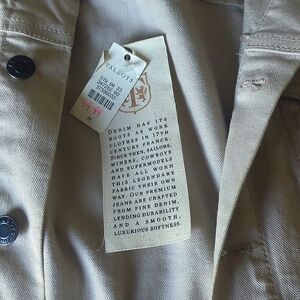 TALBOTS
M
DENIM HAS ITS
ROOTS AS WORK
CLOTHES IN 17TH
CENTURY FRANCE.
SINCE THEN, SAILORS,
MINERS, COWBOYS
AND SUPERMODELS
HAVE ALL WORN
THIS LEGENDARY
FABRIC THEIR OWN
WAY. OUR PREMIUM
JEANS ARE CRAFTED
FROM FINE DENIM,
LENDING DURABILITY
AND A SMOOTH,
LUXURIOUS SOFTNESS.